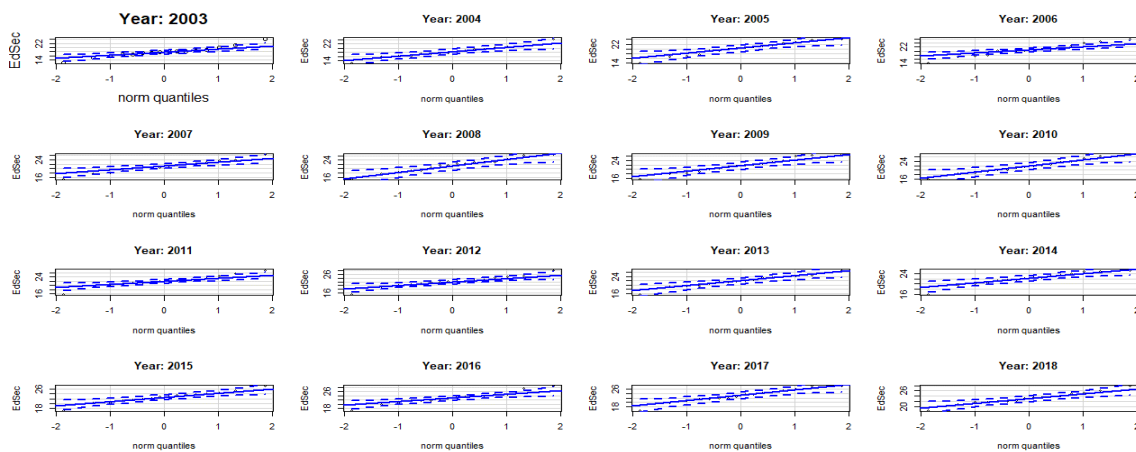 Year: 2003
EdSec
22
14
-2 -1 0 1 2
norm quantiles
Year: 2004
EdSec
22
14
-2 -1 0 1 2
norm quantiles
Year: 2005
EdSec
22
14
-2 -1 0 1 2
norm quantiles
Year: 2006
EdSec
22
14
-2 -1 0 1 2
norm quantiles
Year: 2007
EdSec
24
16
-2 -1 0 1 2
norm quantiles
Year: 2008
EdSec
24
16
-2 -1 0 1 2
norm quantiles
Year: 2009
EdSec
24
16
-2 -1 0 1 2
norm quantiles
Year: 2010
EdSec
24
16
-2 -1 0 1 2
norm quantiles
Year: 2011
EdSec
24
16
-2 -1 0 1 2
norm quantiles
Year: 2012
EdSec
26
16
-2 -1 0 1 2
norm quantiles
Year: 2013
EdSec
24
16
-2 -1 0 1 2
norm quantiles
Year: 2014
EdSec
24
16
-2 -1 0 1 2
norm quantiles
Year: 2015
EdSec
26
18
-2 -1 0 1 2
norm quantiles
Year: 2016
EdSec
26
18
-2 -1 0 1 2
norm quantiles
Year: 2017
EdSec
26
18
-2 -1 0 1 2
norm quantiles
Year: 2018
EdSec
26
20
-2 -1 0 1 2
norm quantiles